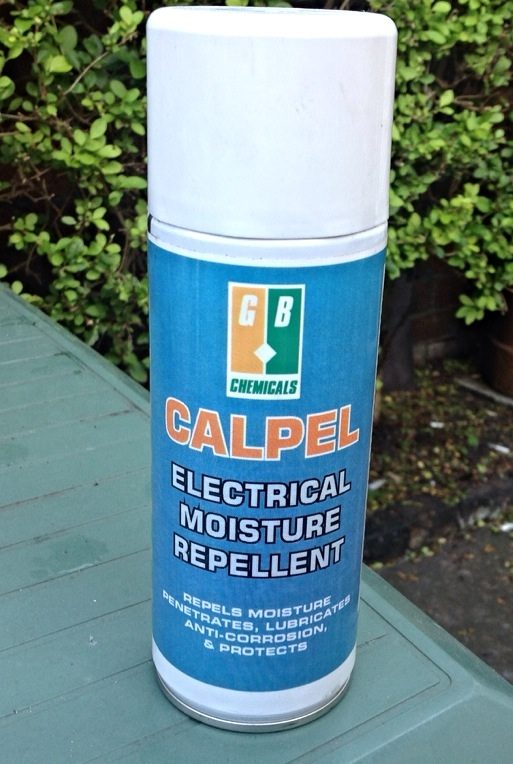 G B
CHEMICALS
CALPEL
ELECTRICAL
MOISTURE
REPELLENT
REPELS MOISTURE
PENETRATES, LUBRICATES
ANTI-CORROSION,
& PROTECTS